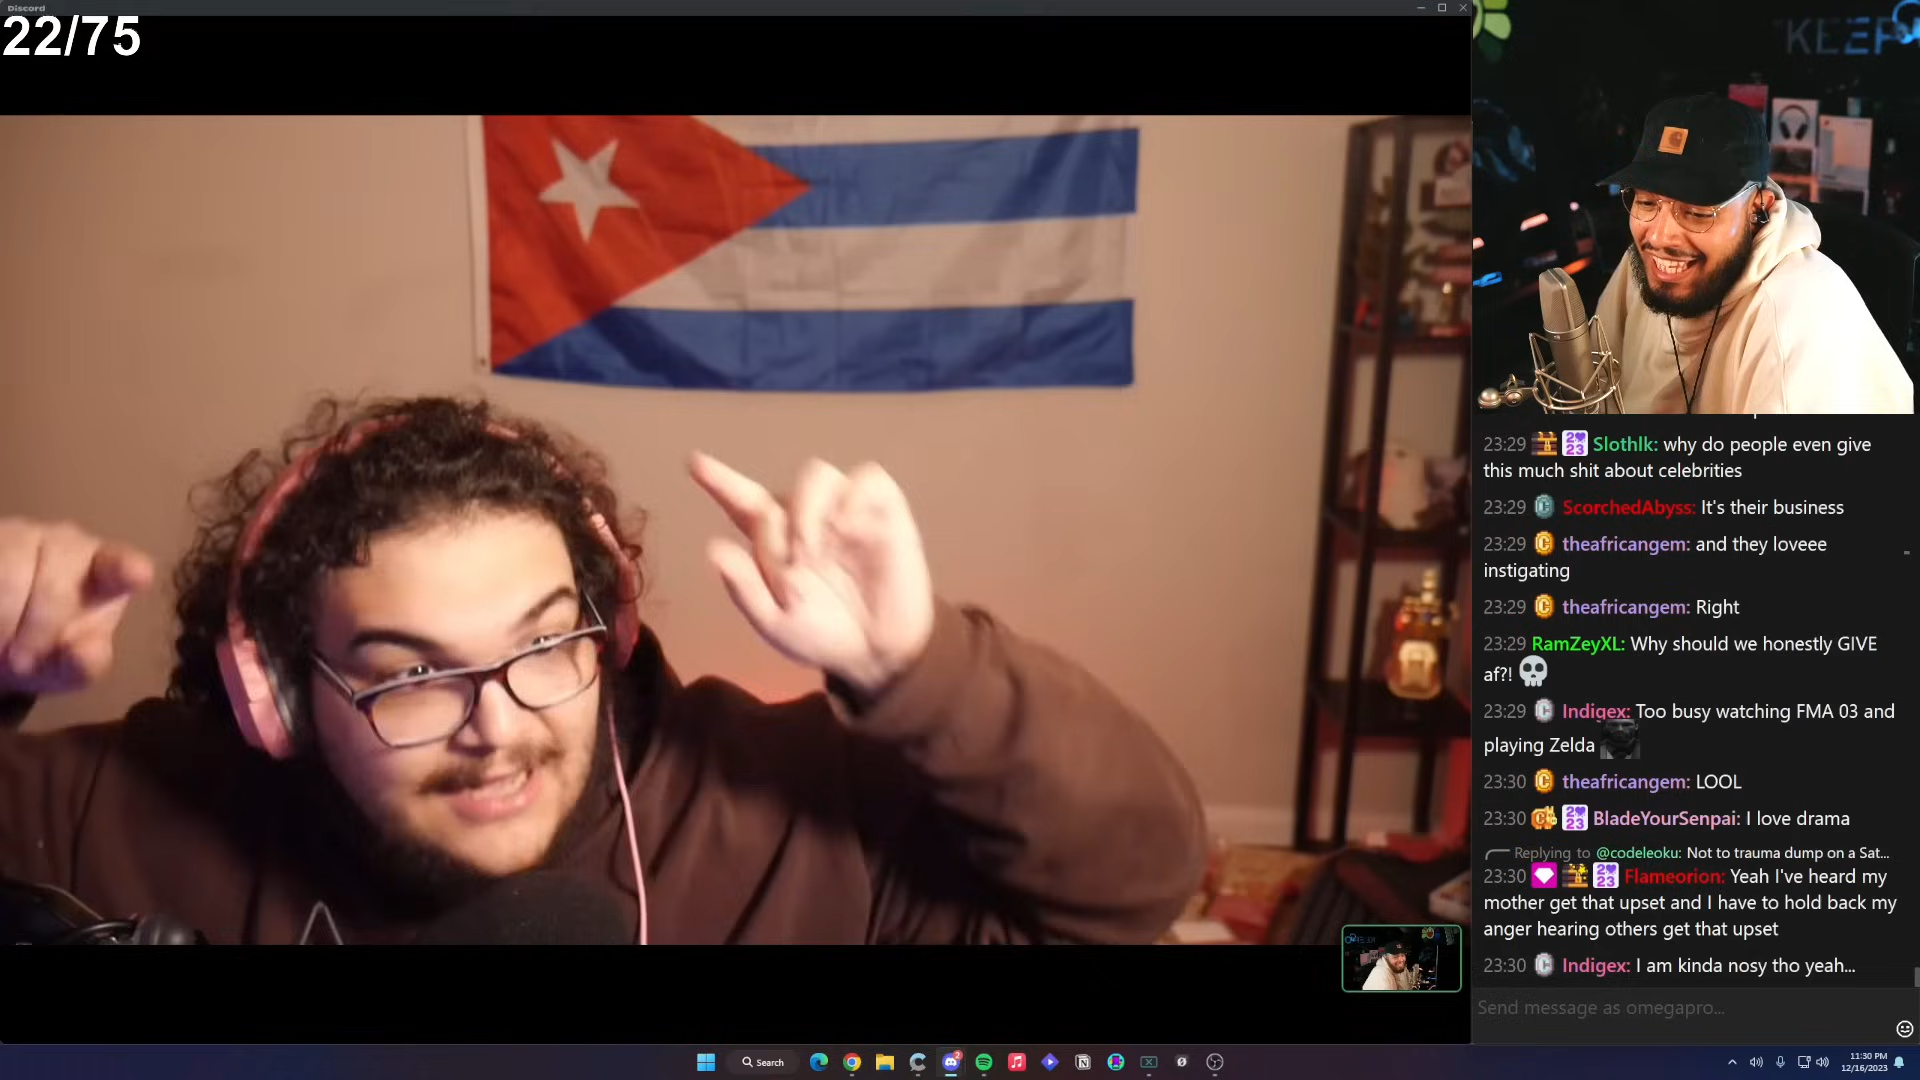 Discord
22/75
KEEP
23:29 Slothlk: why do people even give
this much shit about celebrities
23:29 ScorchedAbyss: It's their business
23:29 theafricangem: and they loveee
instigating
23:29 theafricangem: Right
23:29 RamZeyXL: Why should we honestly GIVE
af?!
23:29 Indigex: Too busy watching FMA 03 and
playing Zelda
23:30 theafricangem: LOOL
23:30 BladeYourSenpai: I love drama
Replying to @codeleoku: Not to trauma dump on a Sat...
23:30 Flameorion: Yeah I've heard my
mother get that upset and I have to hold back my
anger hearing others get that upset
23:30 Indigex: I am kinda nosy tho yeah...
Send message as omegapro...
Search
11:30 PM
12/16/2023